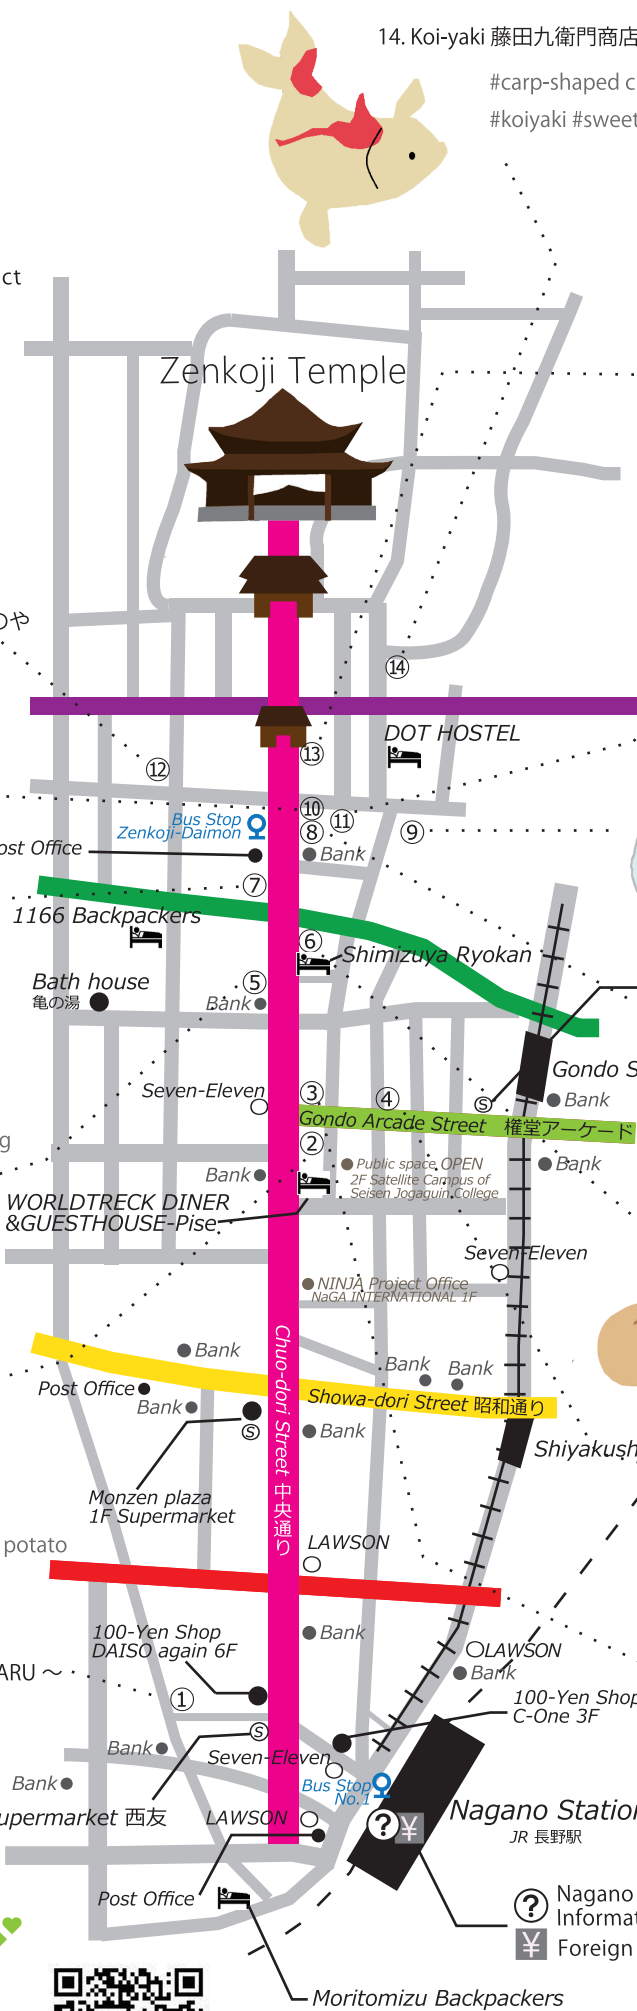 14. Koi-yaki 藤田九衛門商店
#carp-shaped c
#koiyaki #sweet
ct
Zenkoji Temple
のや
⑭
DOT HOSTEL
⑬
⑫
⑩
Bus Stop
Zenkoji-Daimon
⑪
⑧
⑨
ost Office
Bank
⑦
1166 Backpackers
⑥
Shimizuya Ryokan
Bath house
亀の湯
⑤
Bank
Gondo S
Seven-Eleven
③
④
Ⓢ
Bank
Gondo Arcade Street 権堂アーケード
g
②
Bank
Public space OPEN
2F Satellite Campus of
Seisen Jogaquin College
Bank
WORLDTRECK DINER
&GUESTHOUSE-Pise
Seven-Eleven
NINJA Project Office
NaGA INTERNATIONAL 1F
Chuo-dori Street 中央通り
Bank
Post Office
Bank
Bank
Bank
Showa-dori Street 昭和通り
Ⓢ
Bank
Shiyakush
Monzen plaza
1F Supermarket
LAWSON
potato
100-Yen Shop
DAISO again 6F
Bank
LAWSON
Bank
ARU ～
①
100-Yen Shop
C-One 3F
Ⓢ
Bank
Seven-Eleven
Bank
Bus Stop
No.1
upermarket 西友
LAWSON
Nagano Station
JR 長野駅
? ¥
Post Office
? Nagano
Informat
¥ Foreign
Moritomizu Backpackers